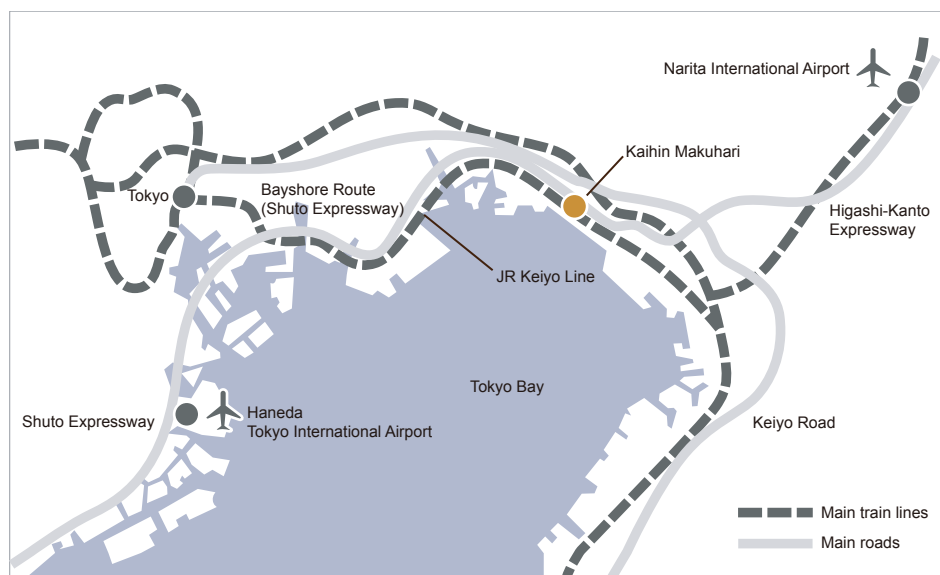 Narita International Airport
Kaihin Makuhari
Tokyo
Bayshore Route
(Shuto Expressway)
Higashi-Kanto
Expressway
JR Keiyo Line
Tokyo Bay
Shuto Expressway
Haneda
Tokyo International Airport
Keiyo Road
Main train lines
Main roads